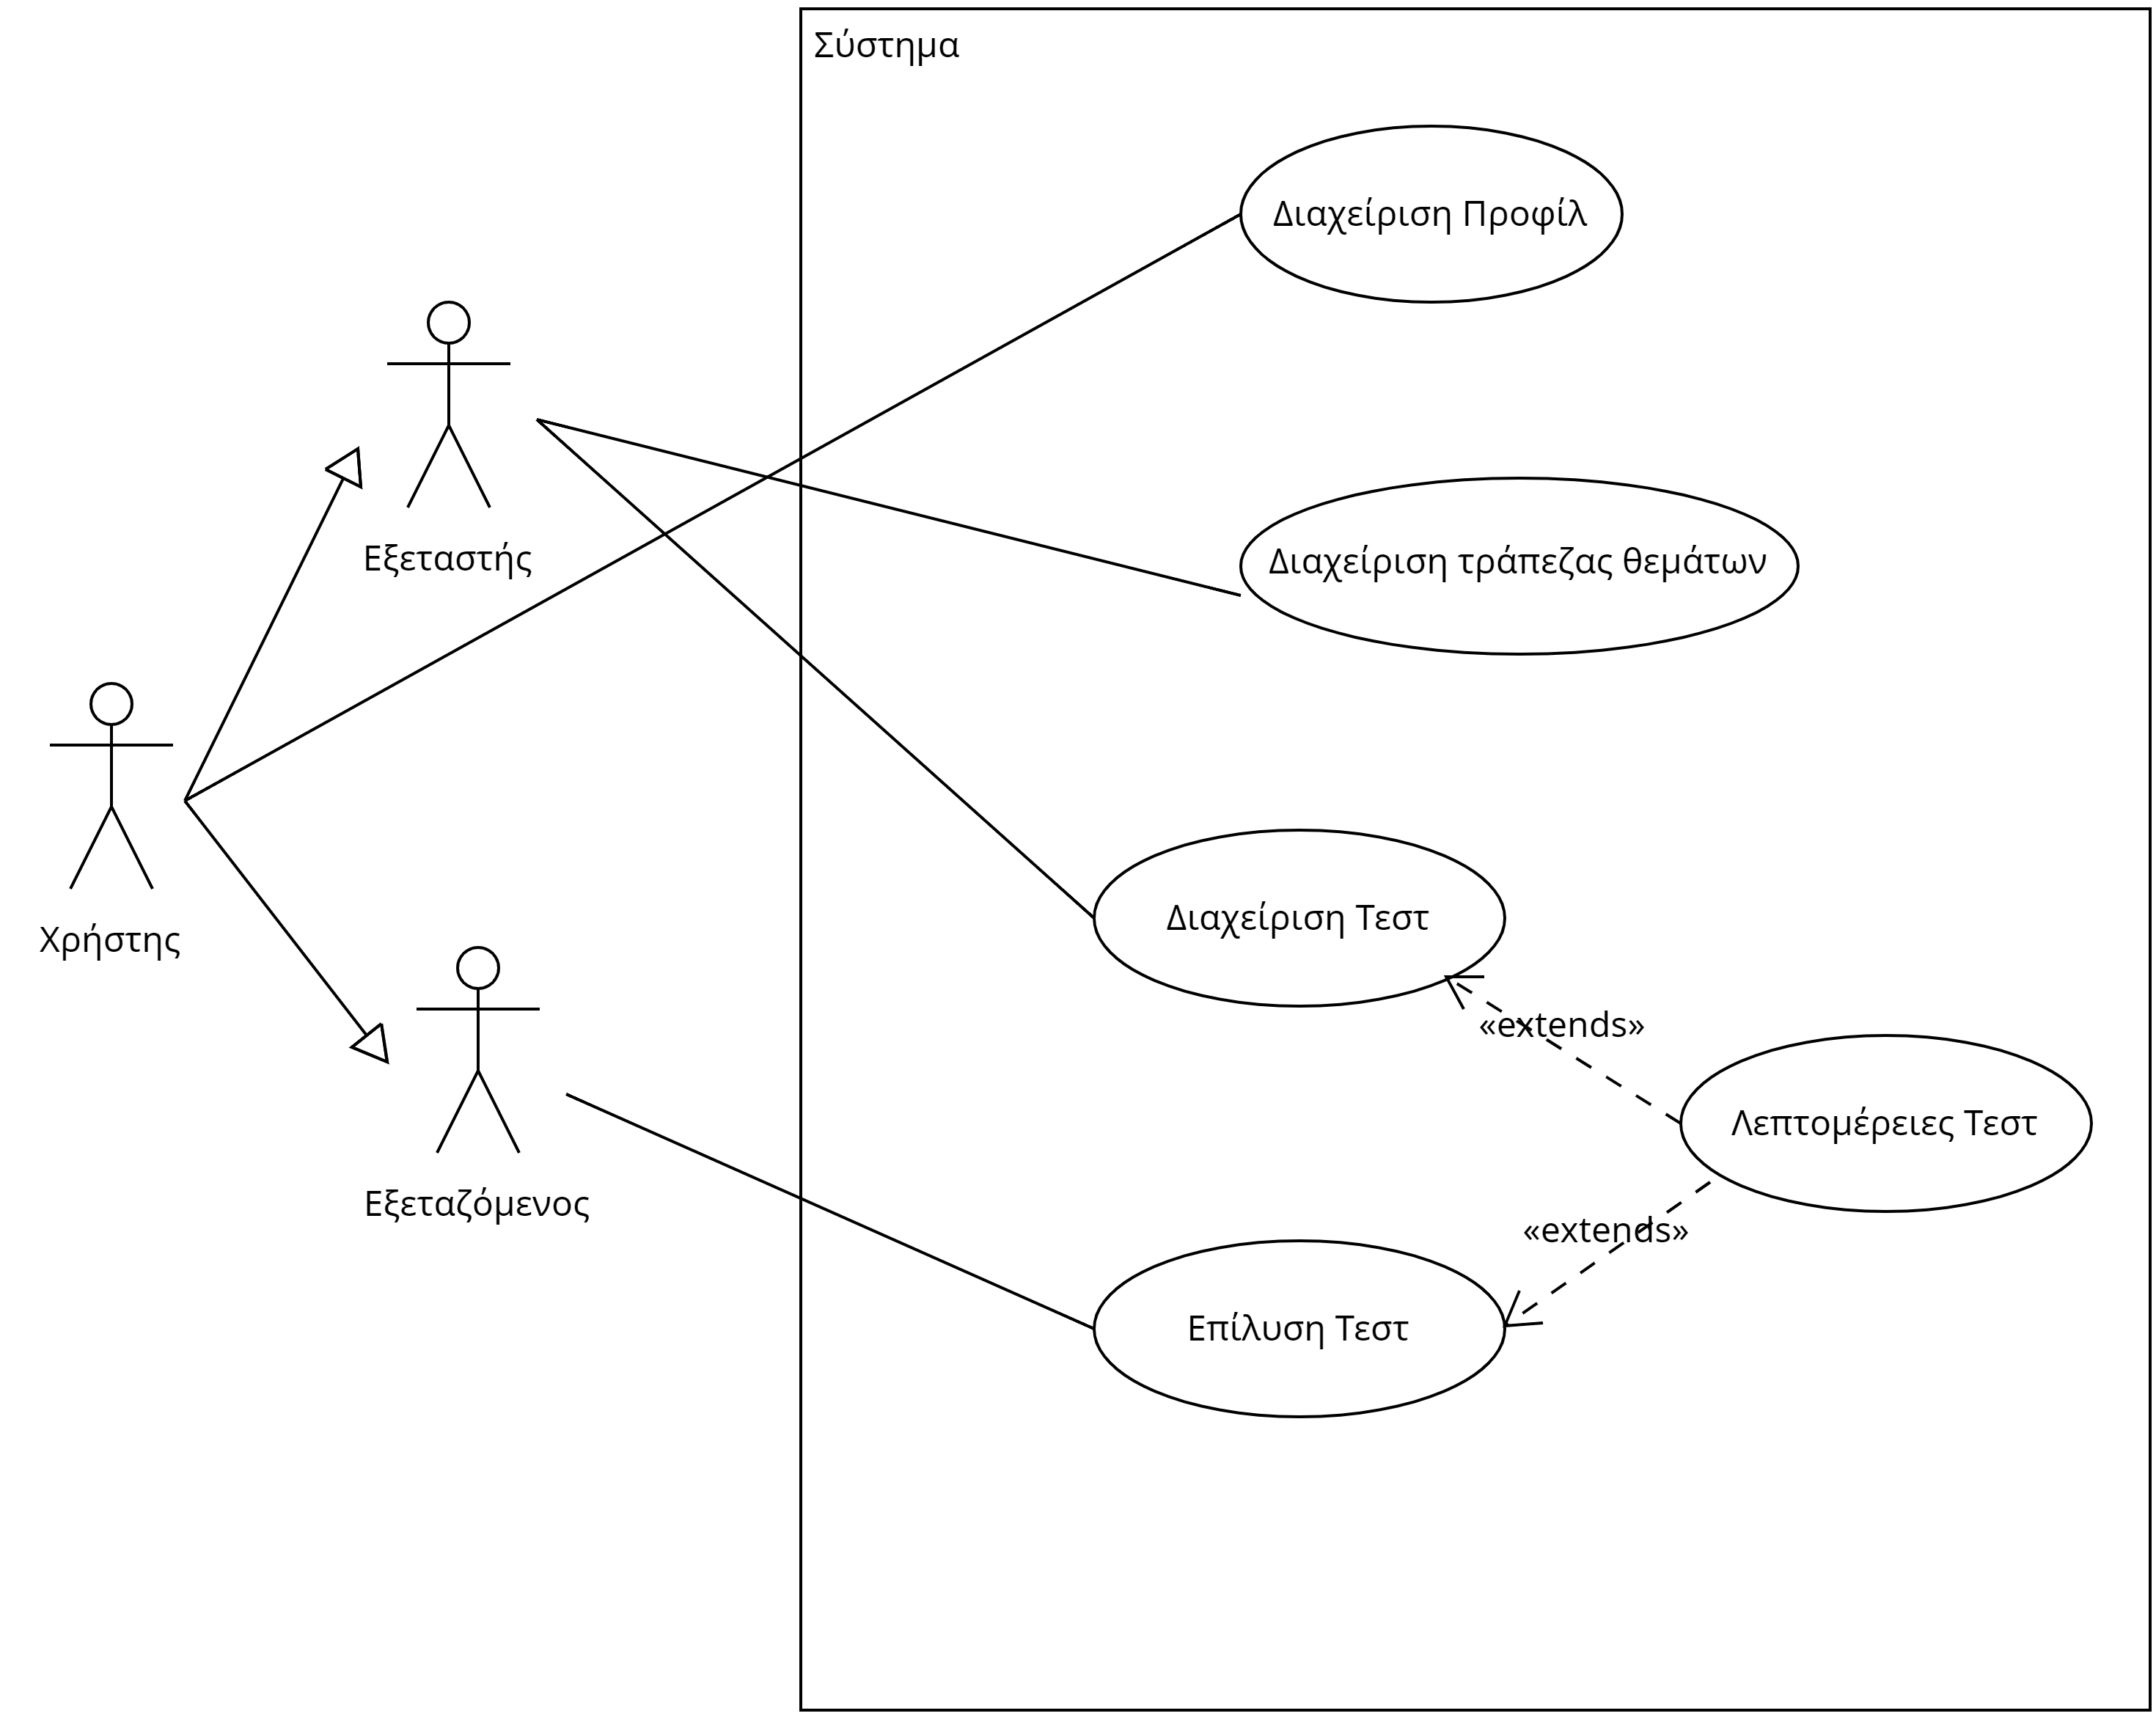 Σύστημα
Διαχείριση Προφίλ
Εξεταστής
Διαχείριση τράπεζας θεμάτων
Χρήστης
Διαχείριση Τεστ
«extends»
Λεπτομέρειες Τεστ
Εξεταζόμενος
«extends»
Επίλυση Τεστ